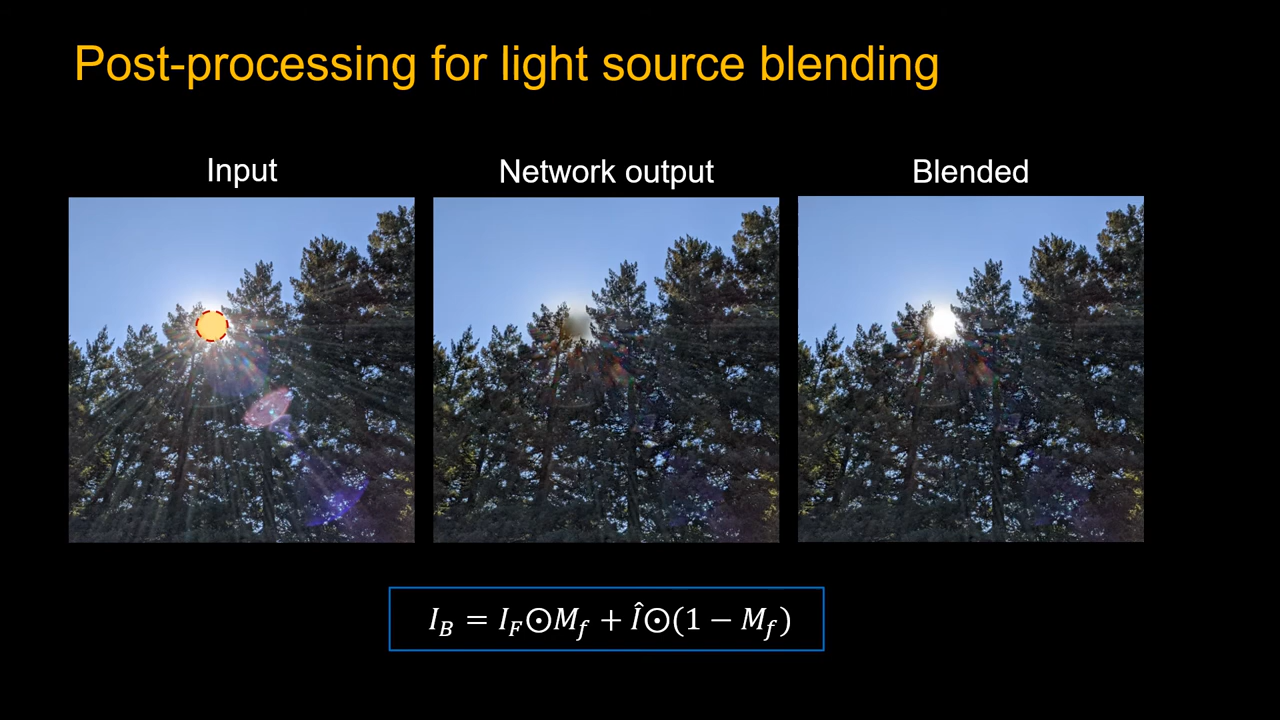 Post-processing for light source blending
Input
Network output
Blended
I_B = I_F⊙M_f + Î⊙(1 − M_f)